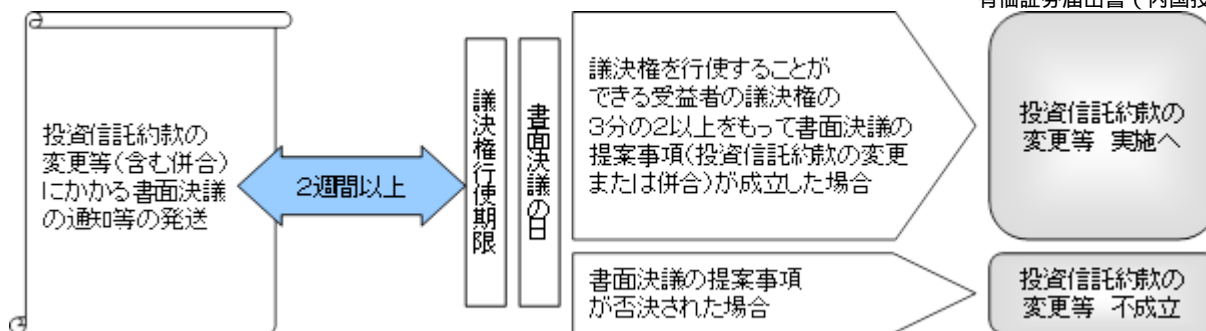 有価証券届出書(内国投
投資信託約款の
変更等(含む併合)
にかかる書面決議
の通知等の発送
2週間以上
議決権行使期限
書面決議の日
議決権を行使することが
できる受益者の議決権の
3分の2以上をもって書面決議の
提案事項(投資信託約款の変更
または併合)が成立した場合
投資信託約款の
変更等 実施へ
書面決議の提案事項
が否決された場合
投資信託約款の
変更等 不成立